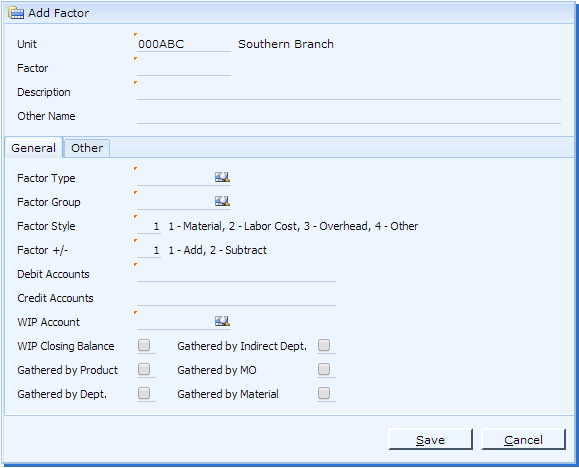 Add Factor
Unit 000ABC Southern Branch
Factor
Description
Other Name
General Other
Factor Type
Factor Group
Factor Style 1 1 - Material, 2 - Labor Cost, 3 - Overhead, 4 - Other
Factor +/- 1 1 - Add, 2 - Subtract
Debit Accounts
Credit Accounts
WIP Account
WIP Closing Balance Gathered by Indirect Dept.
Gathered by Product Gathered by MO
Gathered by Dept. Gathered by Material
Save Cancel